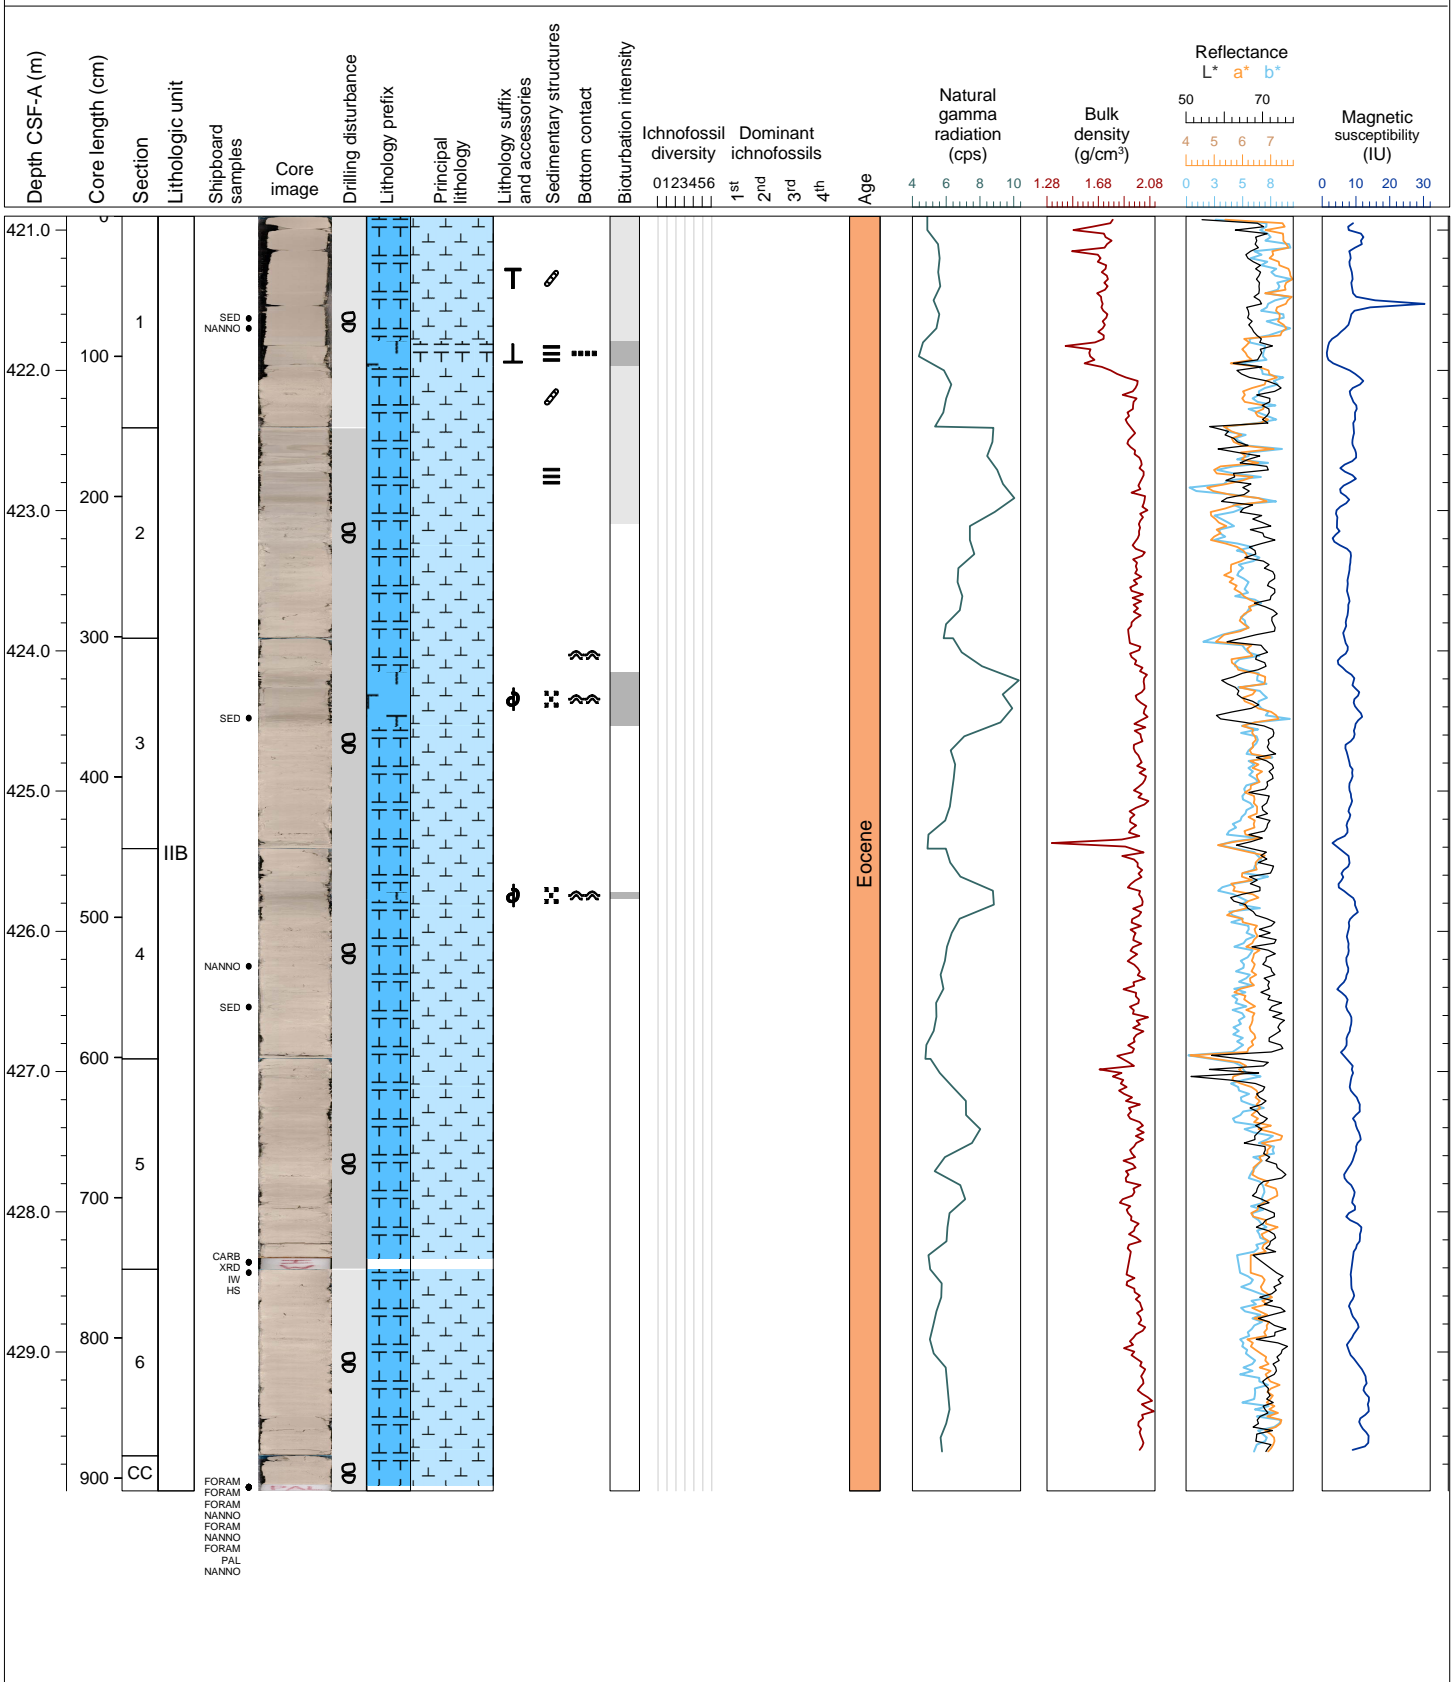 Depth CSF-A (m)
Core length (cm)
Section
Lithologic unit
Shipboard
samples
Core
image
Drilling disturbance
Lithology prefix
Principal
lithology
Lithology suffix
and accessories
Sedimentary structures
Bottom contact
Bioturbation intensity
Ichnofossil
diversity
0123456
Dominant
ichnofossils
1st
2nd
3rd
4th
Age
Natural
gamma
radiation
(cps)
4 6 8 10
Bulk
density
(g/cm³)
1.28 1.68 2.08
Reflectance
L* a* b*
50 70
4 5 6 7
0 3 5 8
Magnetic
susceptibility
(IU)
0 10 20 30
421.0
422.0
423.0
424.0
425.0
426.0
427.0
428.0
429.0
0
100
200
300
400
500
600
700
800
900
1
2
3
4
5
6
CC
IIB
SED
NANNO
SED
NANNO
SED
CARB
XRD
IW
HS
FORAM
FORAM
FORAM
NANNO
FORAM
NANNO
FORAM
PAL
NANNO
PAL
Eocene